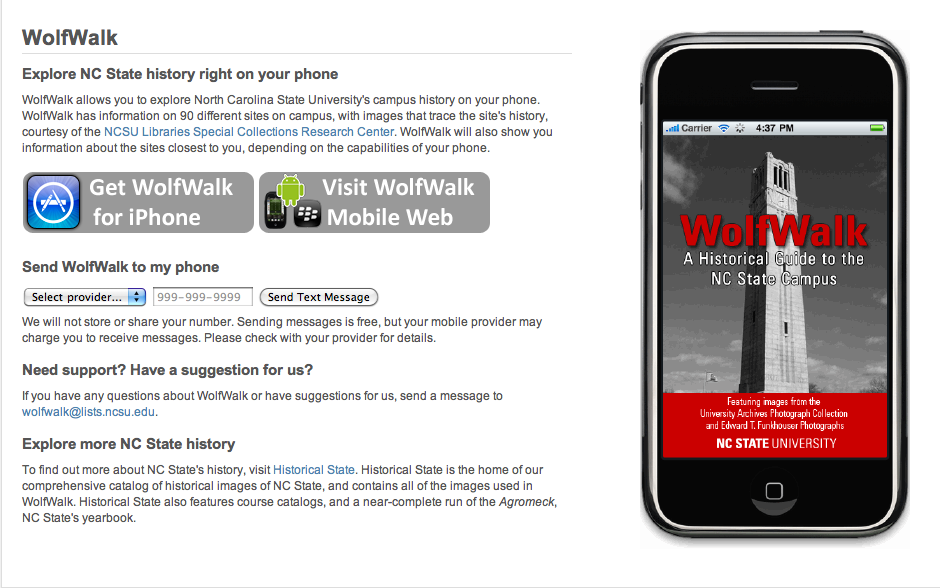 WolfWalk
Explore NC State history right on your phone
WolfWalk allows you to explore North Carolina State University's campus history on your phone.
WolfWalk has information on 90 different sites on campus, with images that trace the site's history,
courtesy of the NCSU Libraries Special Collections Research Center. WolfWalk will also show you
information about the sites closest to you, depending on the capabilities of your phone.
Get WolfWalk
for iPhone
Visit WolfWalk
Mobile Web
Send WolfWalk to my phone
Select provider... 999-999-9999 Send Text Message
We will not store or share your number. Sending messages is free, but your mobile provider may
charge you to receive messages. Please check with your provider for details.
Need support? Have a suggestion for us?
If you have any questions about WolfWalk or have suggestions for us, send a message to
wolfwalk@lists.ncsu.edu.
Explore more NC State history
To find out more about NC State's history, visit Historical State. Historical State is the home of our
comprehensive catalog of historical images of NC State, and contains all of the images used in
WolfWalk. Historical State also features course catalogs, and a near-complete run of the Agromeck,
NC State's yearbook.
Carrier 4:37 PM
WolfWalk
A Historical Guide to the
NC State Campus
Featuring images from the
University Archives Photograph Collection
and Edward T. Funkhouser Photographs
NC STATE UNIVERSITY